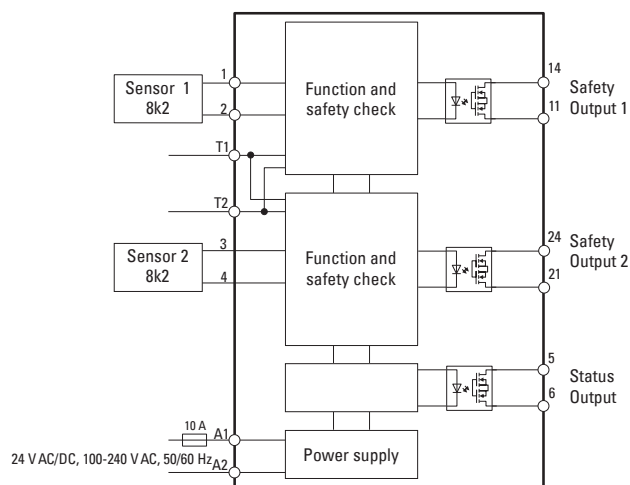 Sensor 1
8k2
1
2
Function and
safety check
14
11
Safety
Output 1
T1
T2
Sensor 2
8k2
3
4
Function and
safety check
24
21
Safety
Output 2
5
6
Status
Output
10 A
A1
24 V AC/DC, 100-240 V AC, 50/60 Hz
A2
Power supply